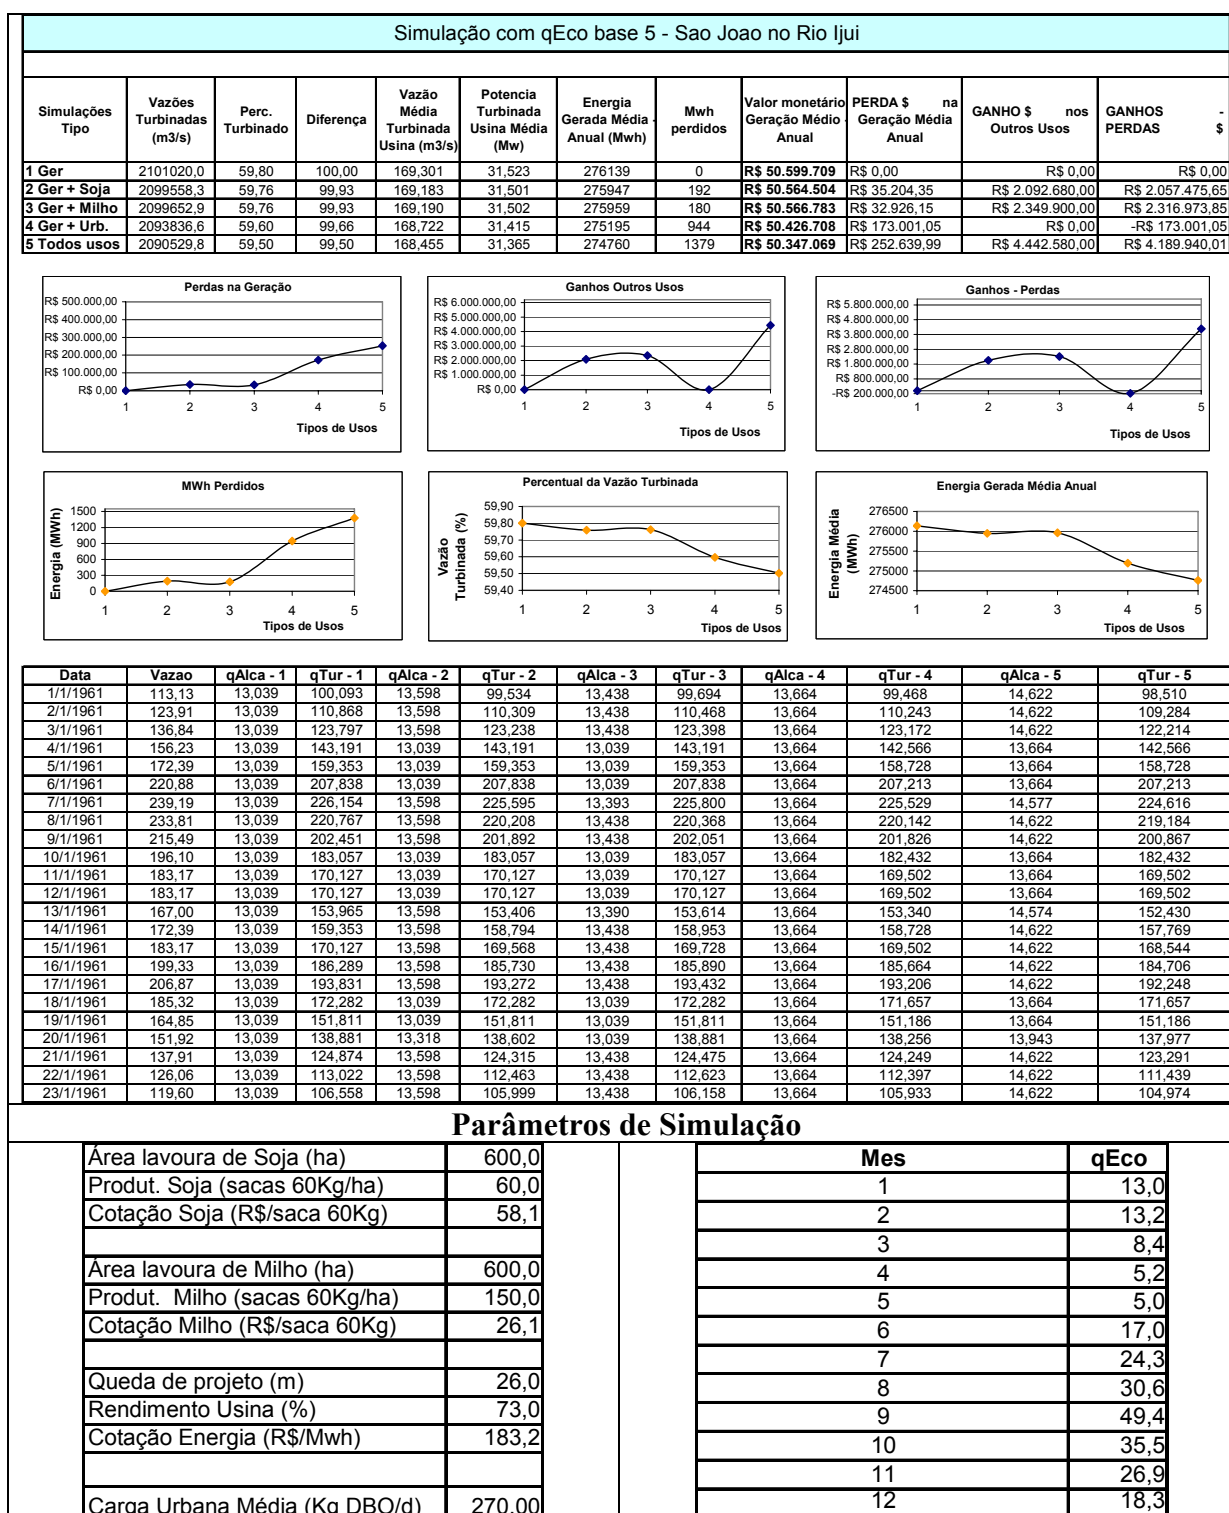 Simulação com qEco base 5 - Sao Joao no Rio Ijui
Simulações Tipo | Vazões Turbinadas (m3/s) | Perc. Turbinado | Diferença | Vazão Média Turbinada Usina (m3/s) | Potencia Turbinada Usina Média (Mw) | Energia Gerada Média - Anual (Mwh) | Mwh perdidos | Valor monetário Geração Médio - Anual | PERDA $ na Geração Média Anual | GANHO $ nos Outros Usos | GANHOS - PERDAS $
1 Ger | 2101020,0 | 59,80 | 100,00 | 169,301 | 31,523 | 276139 | 0 | R$ 50.599.709 | R$ 0,00 | R$ 0,00 | R$ 0,00
2 Ger + Soja | 2099558,3 | 59,76 | 99,93 | 169,183 | 31,501 | 275947 | 192 | R$ 50.564.504 | R$ 35.204,35 | R$ 2.092.680,00 | R$ 2.057.475,65
3 Ger + Milho | 2099652,9 | 59,76 | 99,93 | 169,190 | 31,502 | 275959 | 180 | R$ 50.566.783 | R$ 32.926,15 | R$ 2.349.900,00 | R$ 2.316.973,85
4 Ger + Urb. | 2093836,6 | 59,60 | 99,66 | 168,722 | 31,415 | 275195 | 944 | R$ 50.426.708 | R$ 173.001,05 | R$ 0,00 | -R$ 173.001,05
5 Todos usos | 2090529,8 | 59,50 | 99,50 | 168,455 | 31,365 | 274760 | 1379 | R$ 50.347.069 | R$ 252.639,99 | R$ 4.442.580,00 | R$ 4.189.940,01
Perdas na Geração
R$ 500.000,00
R$ 400.000,00
R$ 300.000,00
R$ 200.000,00
R$ 100.000,00
R$ 0,00
1 2 3 4 5
Tipos de Usos
Ganhos Outros Usos
R$ 6.000.000,00
R$ 5.000.000,00
R$ 4.000.000,00
R$ 3.000.000,00
R$ 2.000.000,00
R$ 1.000.000,00
R$ 0,00
1 2 3 4 5
Tipos de Usos
Ganhos - Perdas
R$ 5.800.000,00
R$ 4.800.000,00
R$ 3.800.000,00
R$ 2.800.000,00
R$ 1.800.000,00
R$ 800.000,00
-R$ 200.000,00
1 2 3 4 5
Tipos de Usos
MWh Perdidos
Energia (MWh)
1500
1200
900
600
300
0
1 2 3 4 5
Tipos de Usos
Percentual da Vazão Turbinada
Vazão
Turbinada (%)
59,90
59,80
59,70
59,60
59,50
59,40
1 2 3 4 5
Tipos de Usos
Energia Gerada Média Anual
Energia Média
(MWh)
276500
276000
275500
275000
274500
1 2 3 4 5
Tipos de Usos
Data | Vazao | qAlca - 1 | qTur - 1 | qAlca - 2 | qTur - 2 | qAlca - 3 | qTur - 3 | qAlca - 4 | qTur - 4 | qAlca - 5 | qTur - 5
1/1/1961 | 113,13 | 13,039 | 100,093 | 13,598 | 99,534 | 13,438 | 99,694 | 13,664 | 99,468 | 14,622 | 98,510
2/1/1961 | 123,91 | 13,039 | 110,868 | 13,598 | 110,309 | 13,438 | 110,468 | 13,664 | 110,243 | 14,622 | 109,284
3/1/1961 | 136,84 | 13,039 | 123,797 | 13,598 | 123,238 | 13,438 | 123,398 | 13,664 | 123,172 | 14,622 | 122,214
4/1/1961 | 156,23 | 13,039 | 143,191 | 13,039 | 143,191 | 13,039 | 143,191 | 13,664 | 142,566 | 13,664 | 142,566
5/1/1961 | 172,39 | 13,039 | 159,353 | 13,039 | 159,353 | 13,039 | 159,353 | 13,664 | 158,728 | 13,664 | 158,728
6/1/1961 | 220,88 | 13,039 | 207,838 | 13,039 | 207,838 | 13,039 | 207,838 | 13,664 | 207,213 | 13,664 | 207,213
7/1/1961 | 239,19 | 13,039 | 226,154 | 13,598 | 225,595 | 13,393 | 225,800 | 13,664 | 225,529 | 14,577 | 224,616
8/1/1961 | 233,81 | 13,039 | 220,767 | 13,598 | 220,208 | 13,438 | 220,368 | 13,664 | 220,142 | 14,622 | 219,184
9/1/1961 | 215,49 | 13,039 | 202,451 | 13,598 | 201,892 | 13,438 | 202,051 | 13,664 | 201,826 | 14,622 | 200,867
10/1/1961 | 196,10 | 13,039 | 183,057 | 13,039 | 183,057 | 13,039 | 183,057 | 13,664 | 182,432 | 13,664 | 182,432
11/1/1961 | 183,17 | 13,039 | 170,127 | 13,039 | 170,127 | 13,039 | 170,127 | 13,664 | 169,502 | 13,664 | 169,502
12/1/1961 | 183,17 | 13,039 | 170,127 | 13,039 | 170,127 | 13,039 | 170,127 | 13,664 | 169,502 | 13,664 | 169,502
13/1/1961 | 167,00 | 13,039 | 153,965 | 13,598 | 153,406 | 13,390 | 153,614 | 13,664 | 153,340 | 14,574 | 152,430
14/1/1961 | 172,39 | 13,039 | 159,353 | 13,598 | 158,794 | 13,438 | 158,953 | 13,664 | 158,728 | 14,622 | 157,769
15/1/1961 | 183,17 | 13,039 | 170,127 | 13,598 | 169,568 | 13,438 | 169,728 | 13,664 | 169,502 | 14,622 | 168,544
16/1/1961 | 199,33 | 13,039 | 186,289 | 13,598 | 185,730 | 13,438 | 185,890 | 13,664 | 185,664 | 14,622 | 184,706
17/1/1961 | 206,87 | 13,039 | 193,831 | 13,598 | 193,272 | 13,438 | 193,432 | 13,664 | 193,206 | 14,622 | 192,248
18/1/1961 | 185,32 | 13,039 | 172,282 | 13,039 | 172,282 | 13,039 | 172,282 | 13,664 | 171,657 | 13,664 | 171,657
19/1/1961 | 164,85 | 13,039 | 151,811 | 13,039 | 151,811 | 13,039 | 151,811 | 13,664 | 151,186 | 13,664 | 151,186
20/1/1961 | 151,92 | 13,039 | 138,881 | 13,318 | 138,602 | 13,039 | 138,881 | 13,664 | 138,256 | 13,943 | 137,977
21/1/1961 | 137,91 | 13,039 | 124,874 | 13,598 | 124,315 | 13,438 | 124,475 | 13,664 | 124,249 | 14,622 | 123,291
22/1/1961 | 126,06 | 13,039 | 113,022 | 13,598 | 112,463 | 13,438 | 112,623 | 13,664 | 112,397 | 14,622 | 111,439
23/1/1961 | 119,60 | 13,039 | 106,558 | 13,598 | 105,999 | 13,438 | 106,158 | 13,664 | 105,933 | 14,622 | 104,974
Parâmetros de Simulação
Área lavoura de Soja (ha) | 600,0
Produt. Soja (sacas 60Kg/ha) | 60,0
Cotação Soja (R$/saca 60Kg) | 58,1
Área lavoura de Milho (ha) | 600,0
Produt. Milho (sacas 60Kg/ha) | 150,0
Cotação Milho (R$/saca 60Kg) | 26,1
Queda de projeto (m) | 26,0
Rendimento Usina (%) | 73,0
Cotação Energia (R$/Mwh) | 183,2
Carga Urbana Média (Kg DBO/d) | 270,00
Mes | qEco
1 | 13,0
2 | 13,2
3 | 8,4
4 | 5,2
5 | 5,0
6 | 17,0
7 | 24,3
8 | 30,6
9 | 49,4
10 | 35,5
11 | 26,9
12 | 18,3